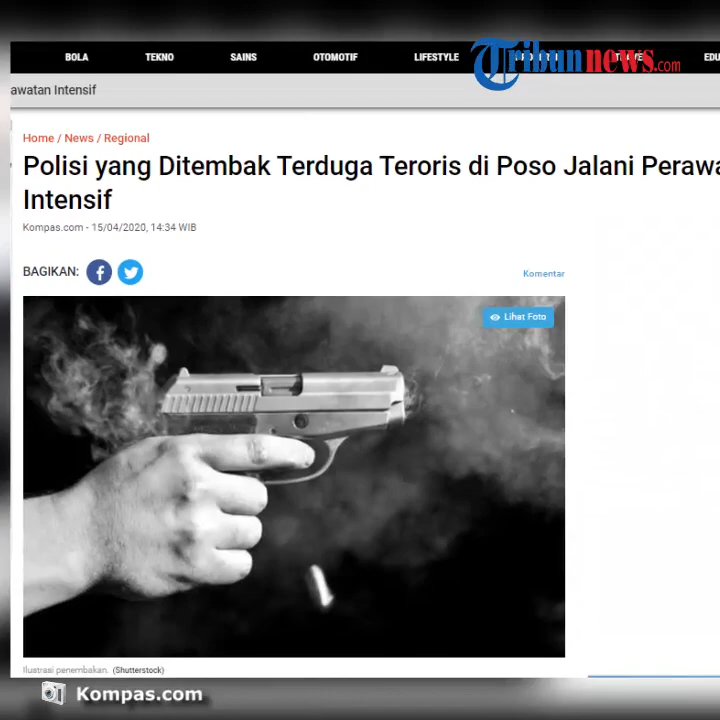 BOLA TEKNO SAINS OTOMOTIF LIFESTYLE EDU
Tribunnews.com
awatan Intensif
Home / News / Regional
Polisi yang Ditembak Terduga Teroris di Poso Jalani Perawa
Intensif
Kompas.com - 15/04/2020, 14:34 WIB
BAGIKAN:
Komentar
Lihat Foto
Ilustrasi penembakan. (Shutterstock)
Kompas.com